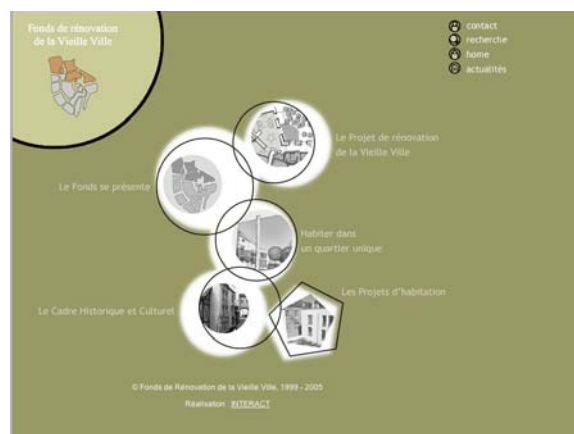 Fonds de rénovation
de la Vieille Ville
contact
recherche
home
actualités
Le Projet de rénovation
de la Vieille Ville
Le Fonds se présente
Habiter dans
un quartier unique
Les Projets d'habitation
Le Cadre Historique et Culturel
© Fonds de Rénovation de la Vieille Ville, 1899 - 2005
Réalisation : INTERACT